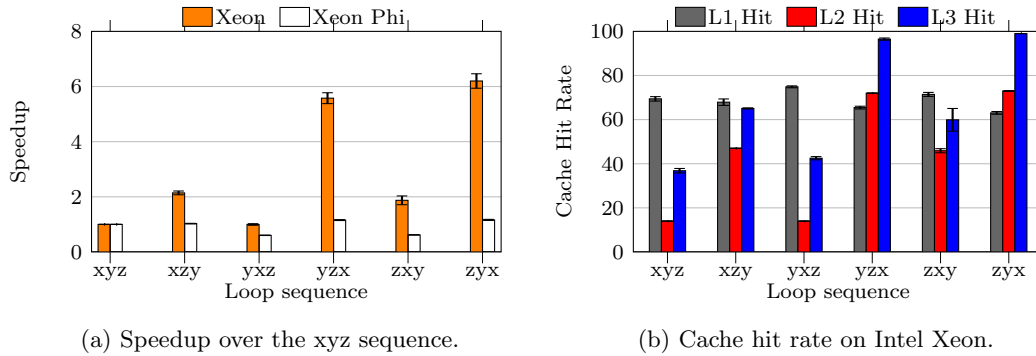 Xeon Xeon Phi
8
6
4
2
0
Speedup
xyz xzy yxz yzx zxy zyx
Loop sequence
(a) Speedup over the xyz sequence.
L1 Hit L2 Hit L3 Hit
100
80
60
40
20
0
Cache Hit Rate
xyz xzy yxz yzx zxy zyx
Loop sequence
(b) Cache hit rate on Intel Xeon.